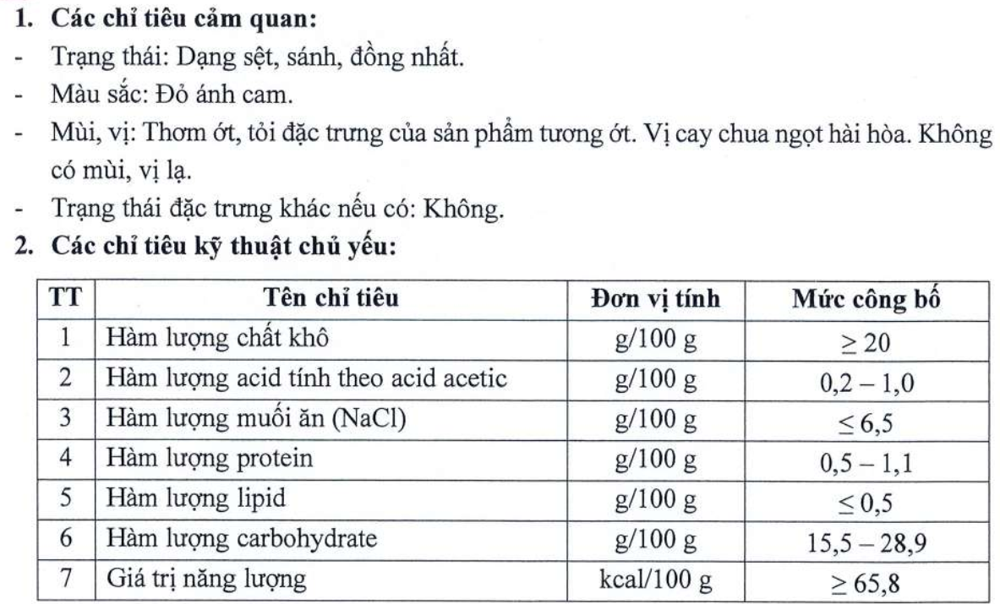 1. Các chỉ tiêu cảm quan:
- Trạng thái: Dạng sệt, sánh, đồng nhất.
- Màu sắc: Đỏ ánh cam.
- Mùi, vị: Thơm ớt, tỏi đặc trưng của sản phẩm tương ớt. Vị cay chua ngọt hài hòa. Không
có mùi, vị lạ.
- Trạng thái đặc trưng khác nếu có: Không.
2. Các chỉ tiêu kỹ thuật chủ yếu:
TT Tên chỉ tiêu Đơn vị tính Mức công bố
1 Hàm lượng chất khô g/100 g ≥ 20
2 Hàm lượng acid tính theo acid acetic g/100 g 0,2 – 1,0
3 Hàm lượng muối ăn (NaCl) g/100 g ≤ 6,5
4 Hàm lượng protein g/100 g 0,5 – 1,1
5 Hàm lượng lipid g/100 g ≤ 0,5
6 Hàm lượng carbohydrate g/100 g 15,5 – 28,9
7 Giá trị năng lượng kcal/100 g ≥ 65,8